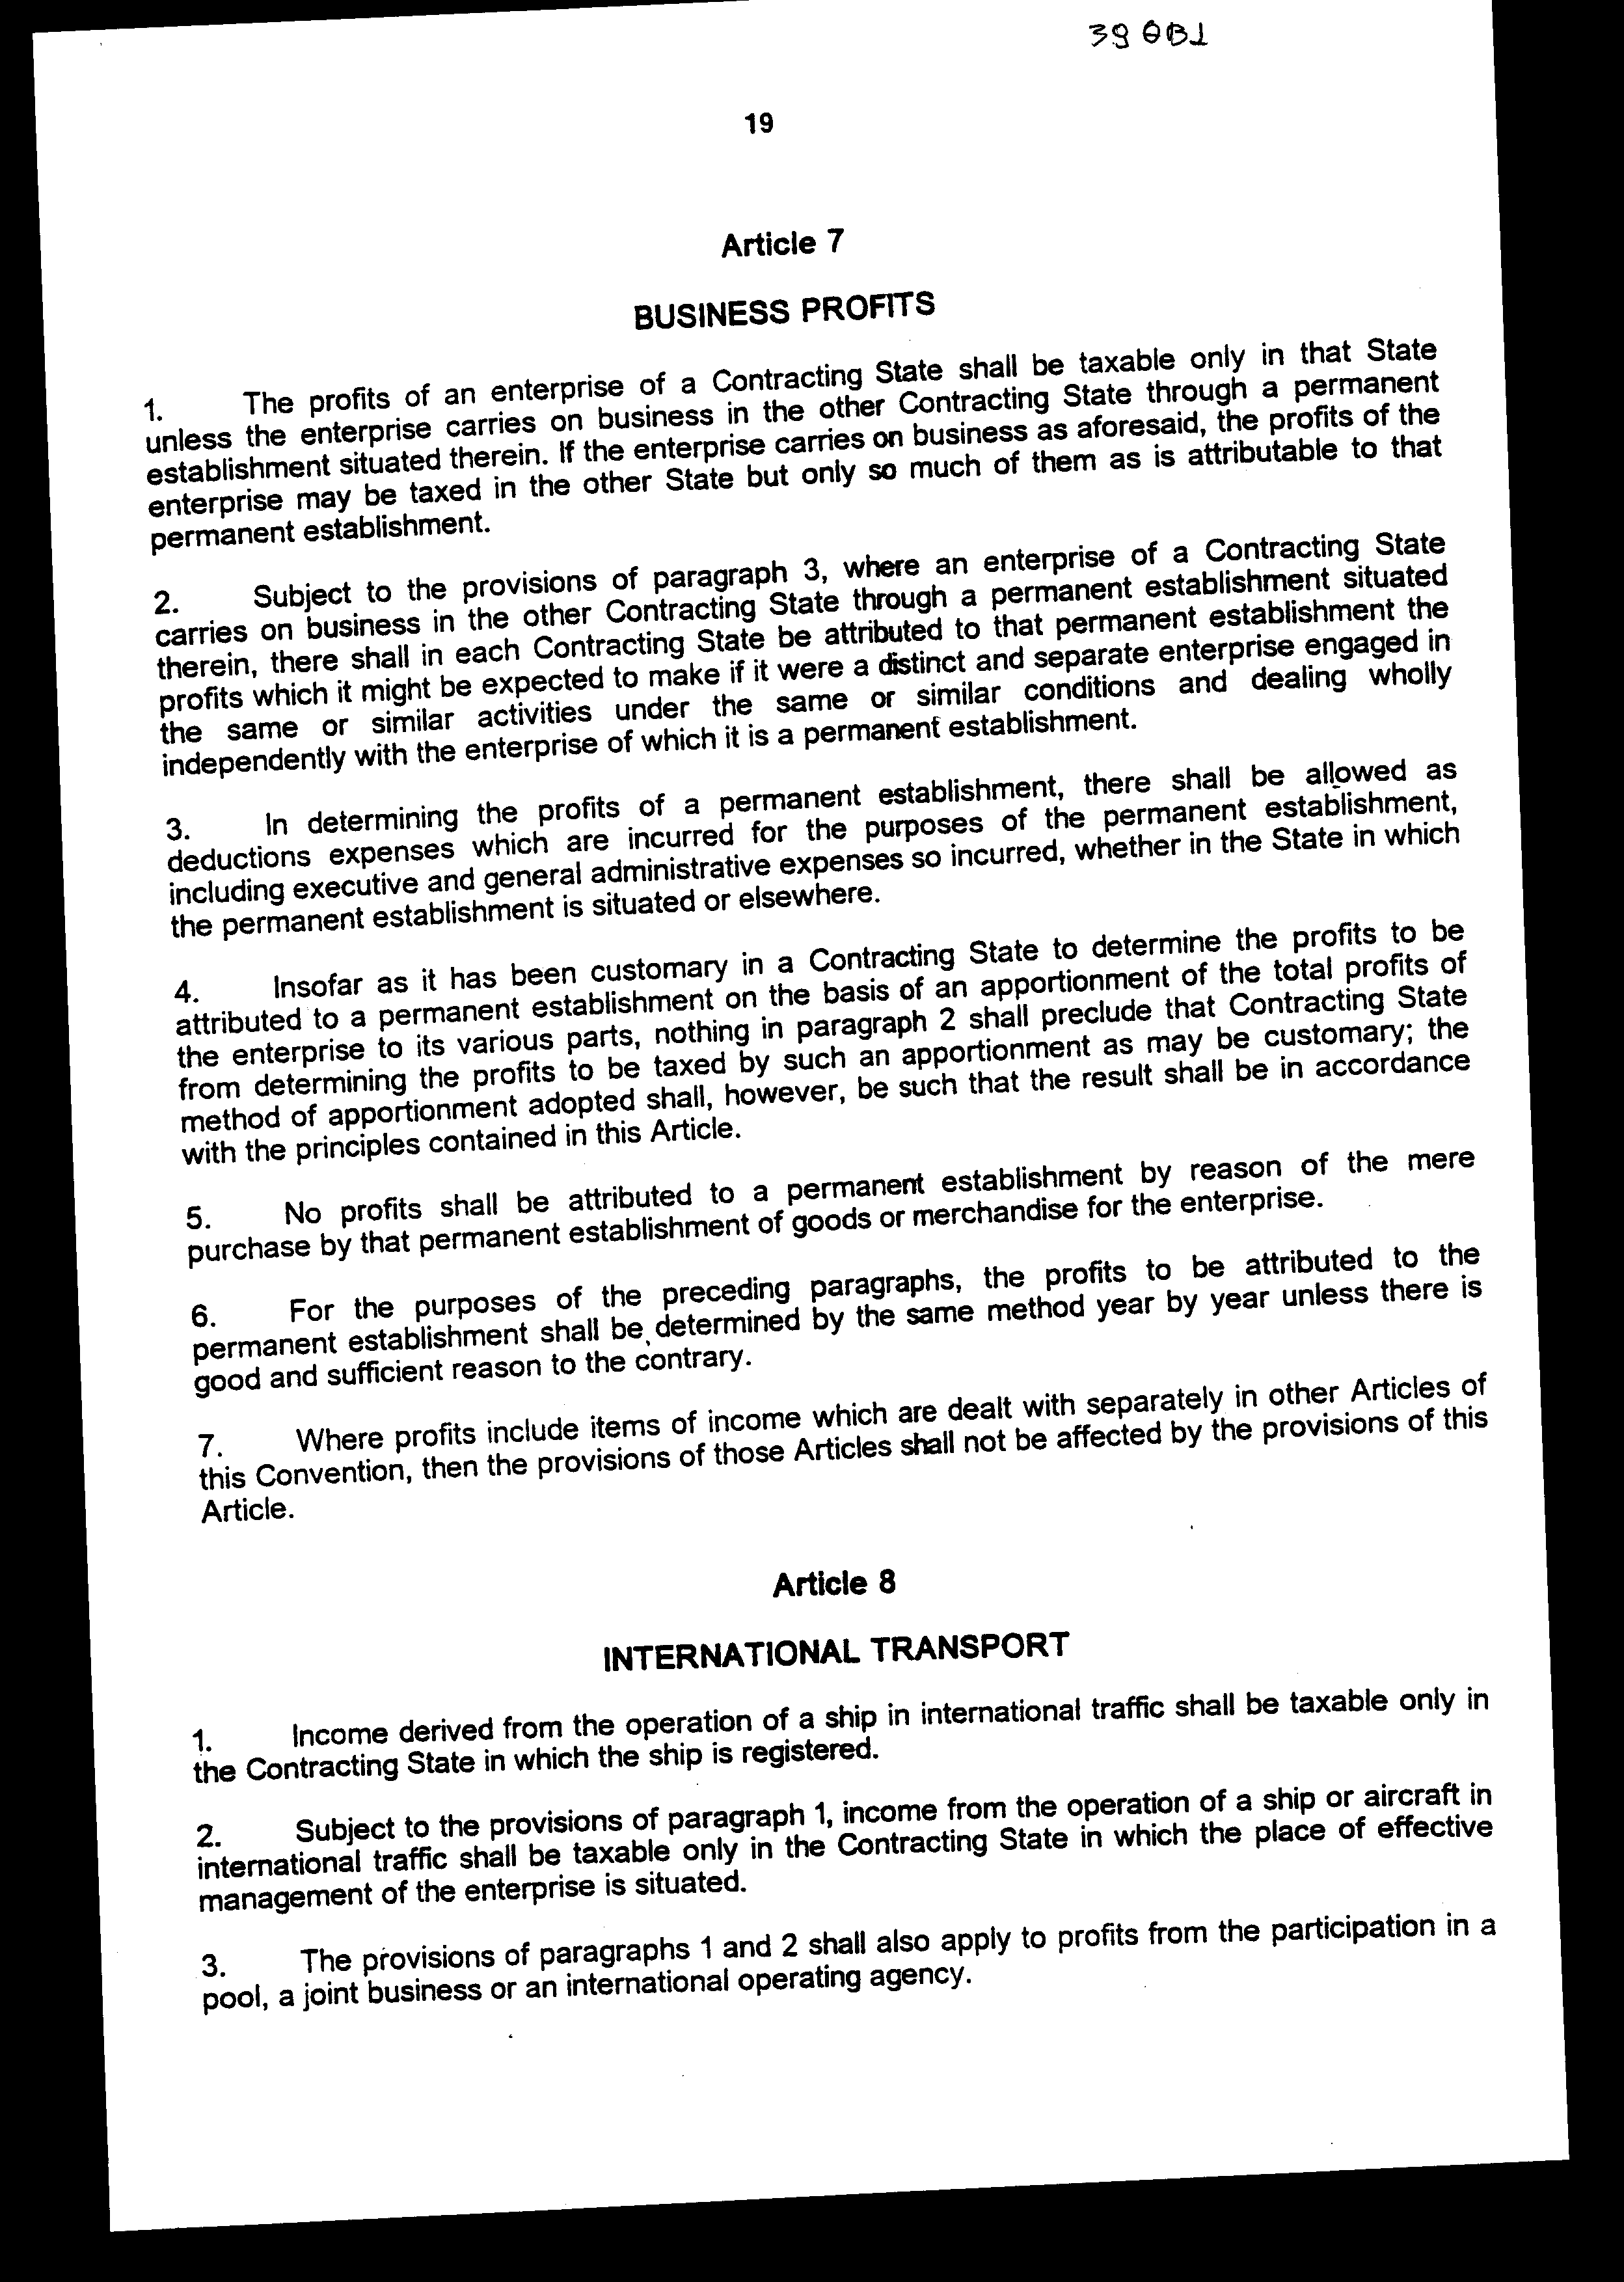 19
Article 7
BUSINESS PROFITS
1. The profits of an enterprise of a Contracting State shall be taxable only in that State
unless the enterprise carries on business in the other Contracting State through a permanent
establishment situated therein. If the enterprise carries on business as aforesaid, the profits of the
enterprise may be taxed in the other State but only so much of them as is attributable to that
permanent establishment.
2. Subject to the provisions of paragraph 3, where an enterprise of a Contracting State
carries on business in the other Contracting State through a permanent establishment situated
therein, there shall in each Contracting State be attributed to that permanent establishment the
profits which it might be expected to make if it were a distinct and separate enterprise engaged in
the same or similar activities under the same or similar conditions and dealing wholly
independently with the enterprise of which it is a permanent establishment.
3. In determining the profits of a permanent establishment, there shall be allowed as
deductions expenses which are incurred for the purposes of the permanent establishment,
including executive and general administrative expenses so incurred, whether in the State in which
the permanent establishment is situated or elsewhere.
4. Insofar as it has been customary in a Contracting State to determine the profits to be
attributed to a permanent establishment on the basis of an apportionment of the total profits of
the enterprise to its various parts, nothing in paragraph 2 shall preclude that Contracting State
from determining the profits to be taxed by such an apportionment as may be customary; the
method of apportionment adopted shall, however, be such that the result shall be in accordance
with the principles contained in this Article.
5. No profits shall be attributed to a permanent establishment by reason of the mere
purchase by that permanent establishment of goods or merchandise for the enterprise.
6. For the purposes of the preceding paragraphs, the profits to be attributed to the
permanent establishment shall be determined by the same method year by year unless there is
good and sufficient reason to the contrary.
7. Where profits include items of income which are dealt with separately in other Articles of
this Convention, then the provisions of those Articles shall not be affected by the provisions of this
Article.
Article 8
INTERNATIONAL TRANSPORT
1. Income derived from the operation of a ship in international traffic shall be taxable only in
the Contracting State in which the ship is registered.
2. Subject to the provisions of paragraph 1, income from the operation of a ship or aircraft in
international traffic shall be taxable only in the Contracting State in which the place of effective
management of the enterprise is situated.
3. The provisions of paragraphs 1 and 2 shall also apply to profits from the participation in a
pool, a joint business or an international operating agency.